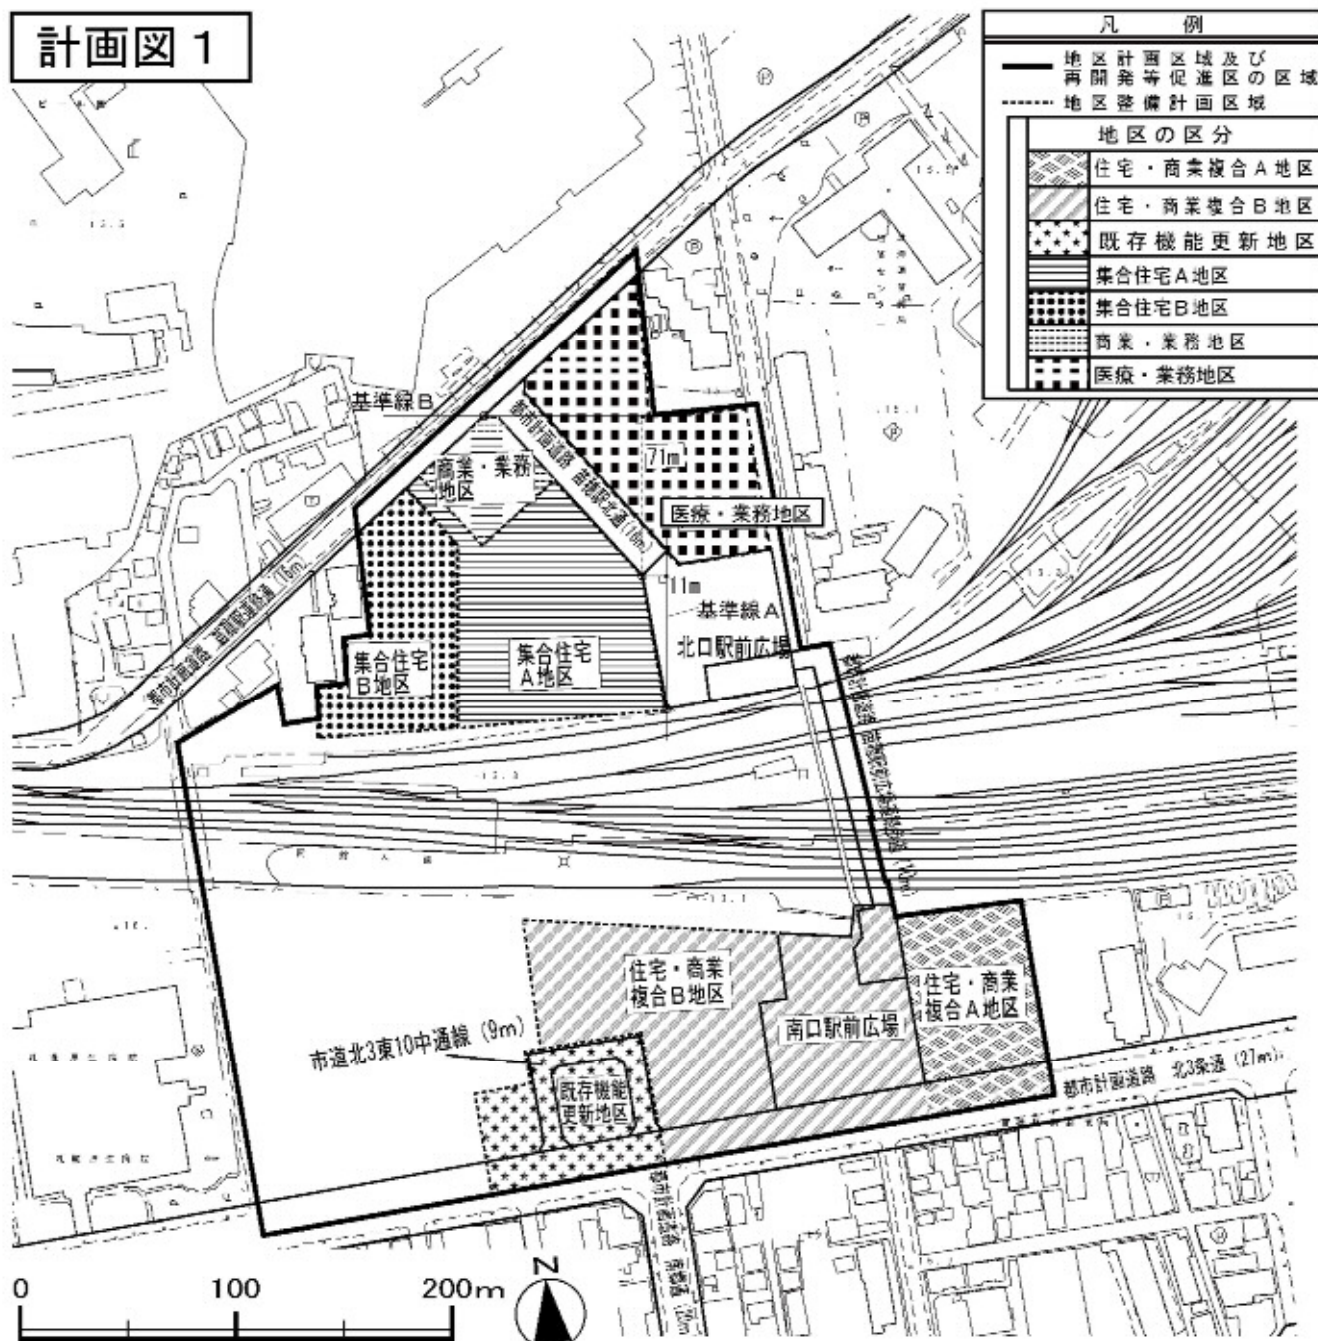 計画図1
凡 例
地区計画区域及び
再開発等促進区の区域
地区整備計画区域
地区の区分
住宅・商業複合A地区
住宅・商業複合B地区
既存機能更新地区
集合住宅A地区
集合住宅B地区
商業・業務地区
医療・業務地区
基準線B
商業・業務
地区
71m
医療・業務地区
11m
基準線A
北口駅前広場
集合住宅
A地区
集合住宅
B地区
住宅・商業
複合B地区
南口駅前広場
住宅・商業
複合A地区
市道北3東10中通線(9m)
既存機能
更新地区
都市計画道路 北3条通(27m)
0 100 200m
N